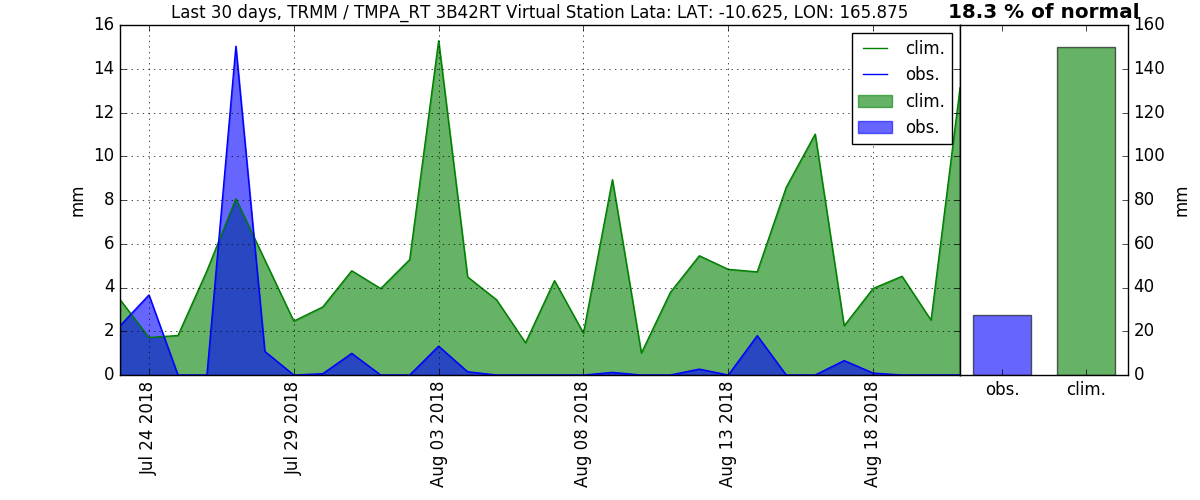 Last 30 days, TRMM / TMPA_RT 3B42RT Virtual Station Lata: LAT: -10.625, LON: 165.875
18.3 % of normal
mm
16
14
12
10
8
6
4
2
0
clim.
obs.
clim.
obs.
Jul 24 2018
Jul 29 2018
Aug 03 2018
Aug 08 2018
Aug 13 2018
Aug 18 2018
obs.
clim.
160
140
120
100
80
60
40
20
0
mm